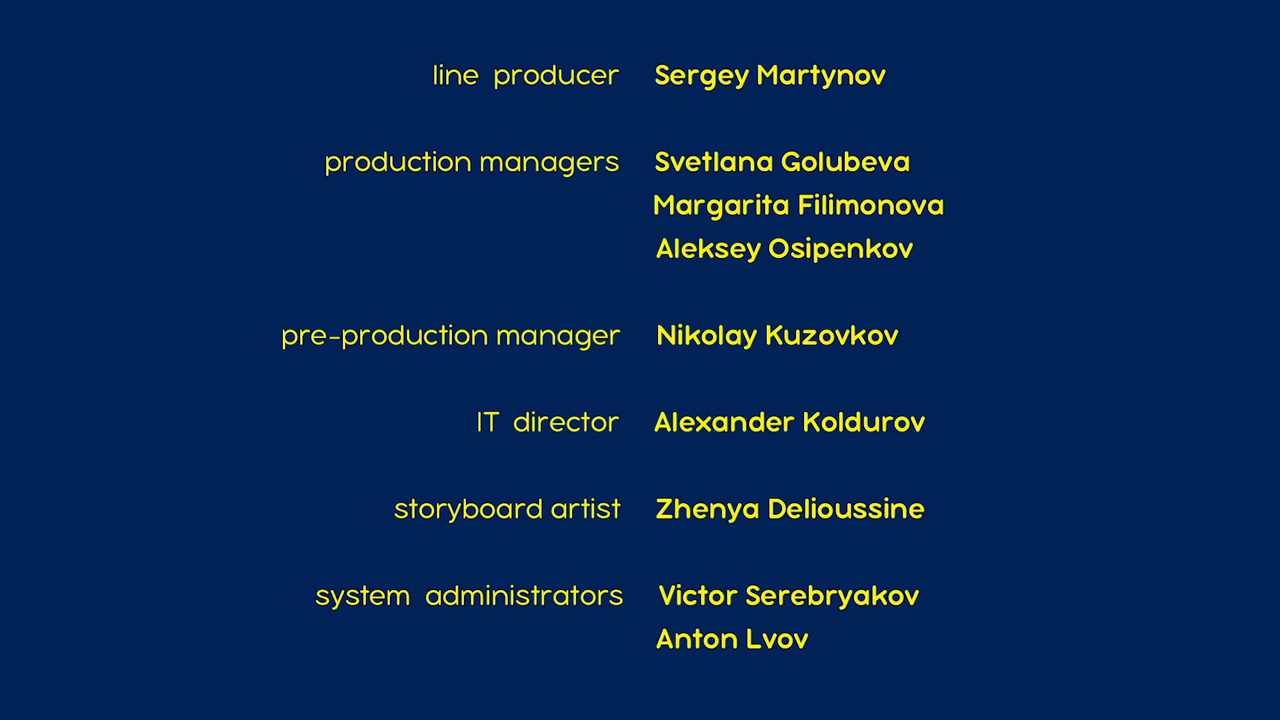 line producer Sergey Martynov
production managers Svetlana Golubeva
Margarita Filimonova
Aleksey Osipenkov
pre-production manager Nikolay Kuzovkov
IT director Alexander Koldurov
storyboard artist Zhenya Delioussine
system administrators Victor Serebryakov
Anton Lvov